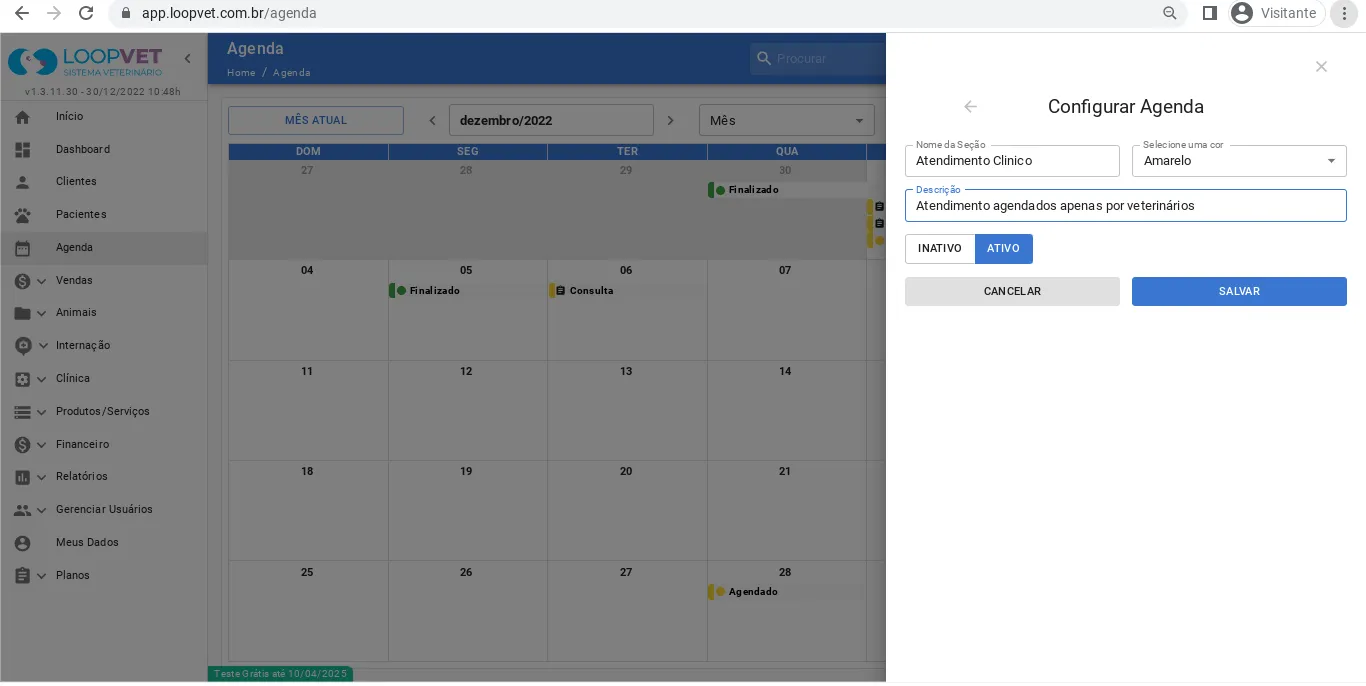 app.loopvet.com.br/agenda
Visitante
LOOPVET
SISTEMA VETERINÁRIO
v1.3.11.30 - 30/12/2022 10:48h
Início
Dashboard
Clientes
Pacientes
Agenda
Vendas
Animais
Internação
Clínica
Produtos/Serviços
Financeiro
Relatórios
Gerenciar Usuários
Meus Dados
Planos
Agenda
Home / Agenda
Procurar
MÊS ATUAL
dezembro/2022
Mês
DOM SEG TER QUA
27 28 29 30
Finalizado
04 05 06 07
Finalizado Consulta
11 12 13 14
18 19 20 21
25 26 27 28
Agendado
Teste Grátis até 10/04/2025
Configurar Agenda
Nome da Seção Selecione uma cor
Atendimento Clinico Amarelo
Descrição
Atendimento agendados apenas por veterinários
INATIVO ATIVO
CANCELAR SALVAR